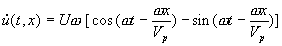 u̇(t, x) = Uω [ cos (ωt − ωx/V_p) − sin (ωt − ωx/V_p)]